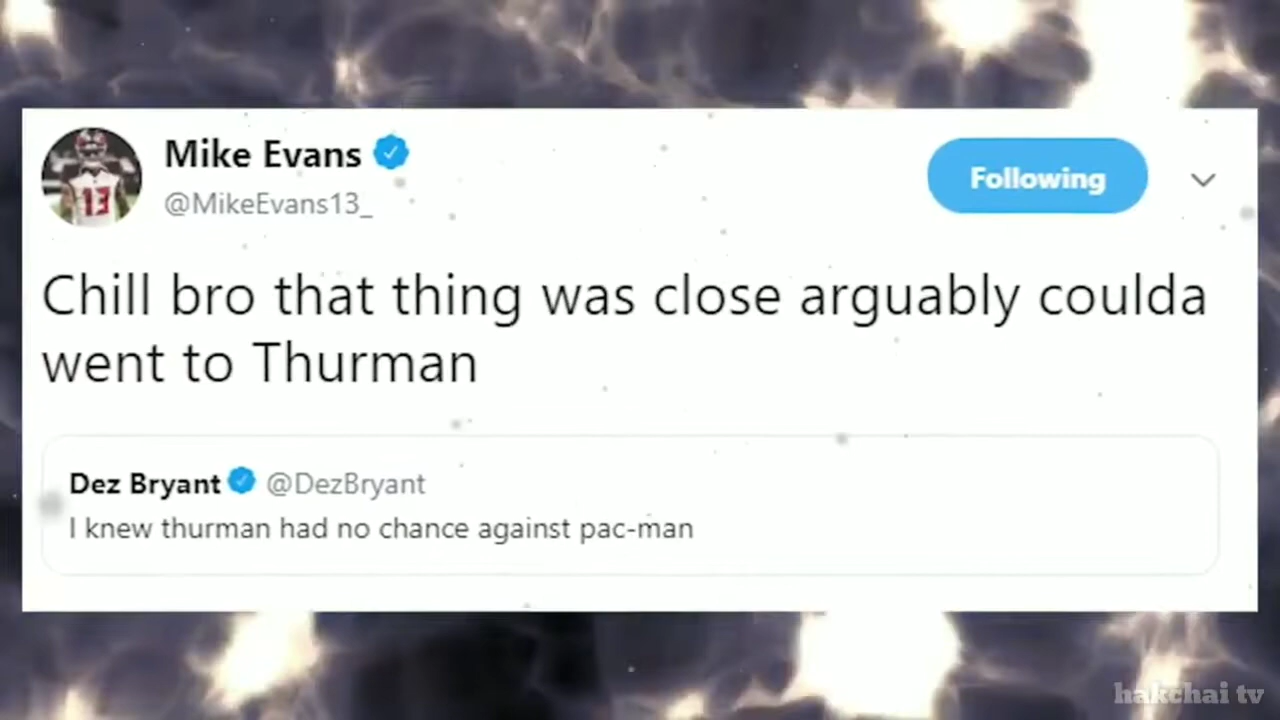 Mike Evans
@MikeEvans13_
Following
Chill bro that thing was close arguably coulda
went to Thurman
Dez Bryant @DezBryant
I knew thurman had no chance against pac-man
13
hakchai tv